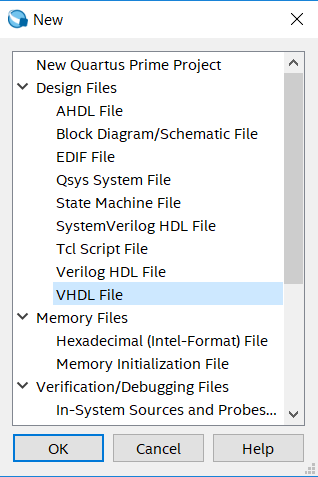 New
New Quartus Prime Project
Design Files
AHDL File
Block Diagram/Schematic File
EDIF File
Qsys System File
State Machine File
SystemVerilog HDL File
Tcl Script File
Verilog HDL File
VHDL File
Memory Files
Hexadecimal (Intel-Format) File
Memory Initialization File
Verification/Debugging Files
In-System Sources and Probes...
OK Cancel Help